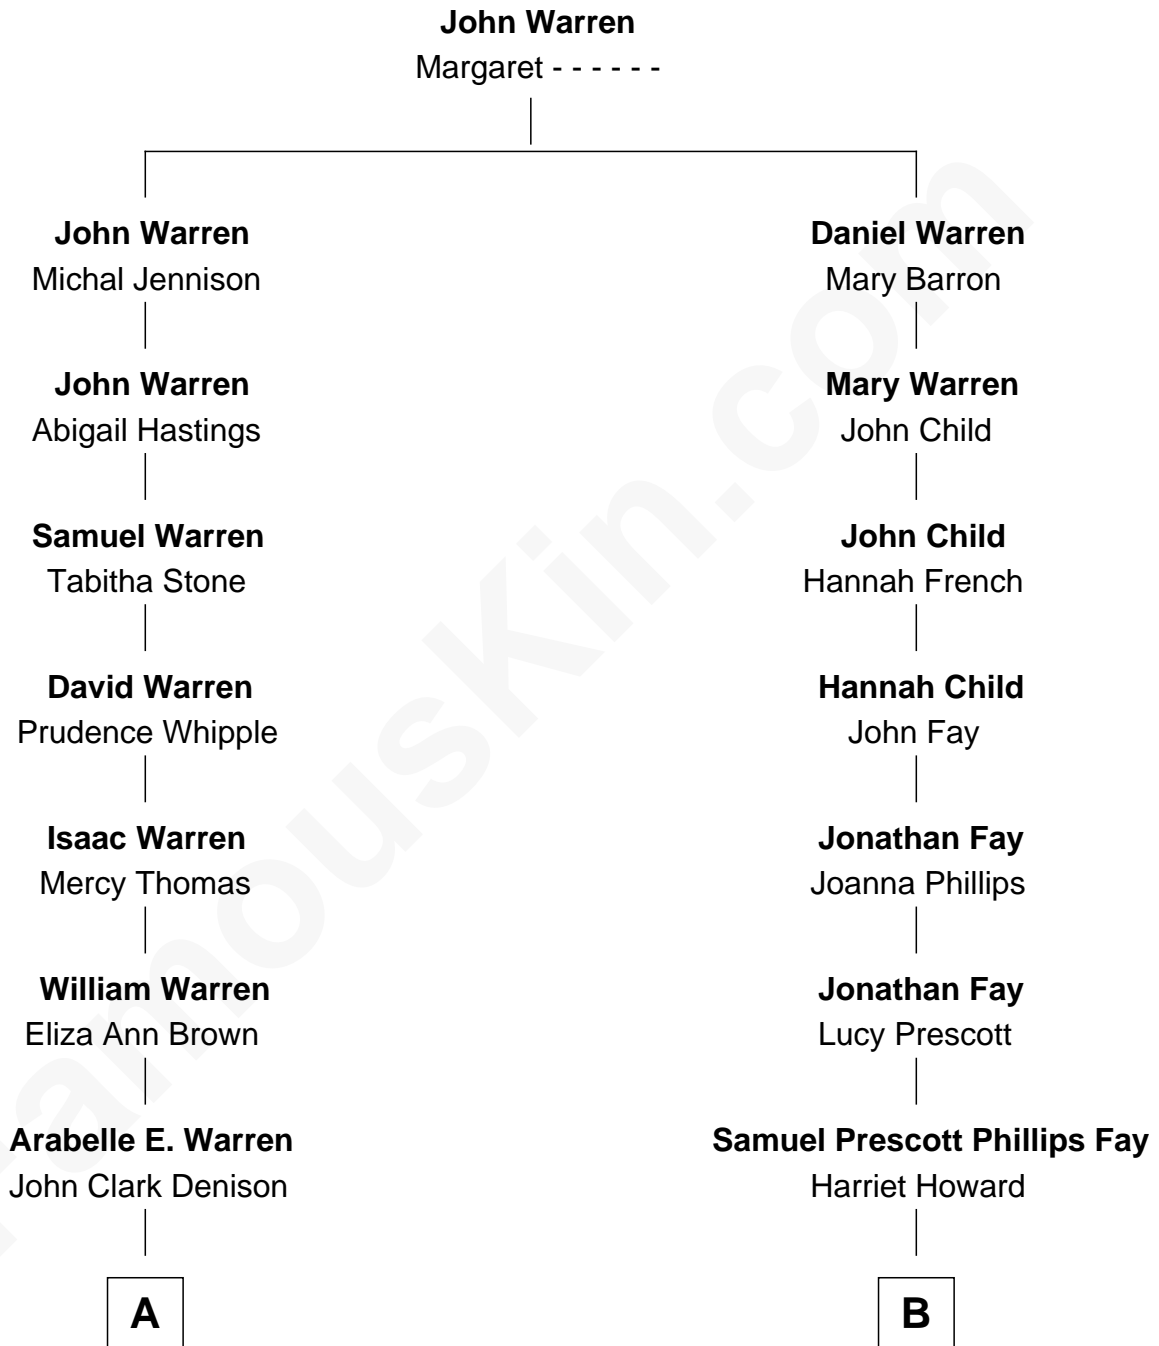 John Warren
Margaret - - - - - -
John Warren
Michal Jennison
Daniel Warren
Mary Barron
John Warren
Abigail Hastings
Mary Warren
John Child
Samuel Warren
Tabitha Stone
John Child
Hannah French
David Warren
Prudence Whipple
Hannah Child
John Fay
Isaac Warren
Mercy Thomas
Jonathan Fay
Joanna Phillips
William Warren
Eliza Ann Brown
Jonathan Fay
Lucy Prescott
Arabelle E. Warren
John Clark Denison
Samuel Prescott Phillips Fay
Harriet Howard
A
B
FamousKin.com